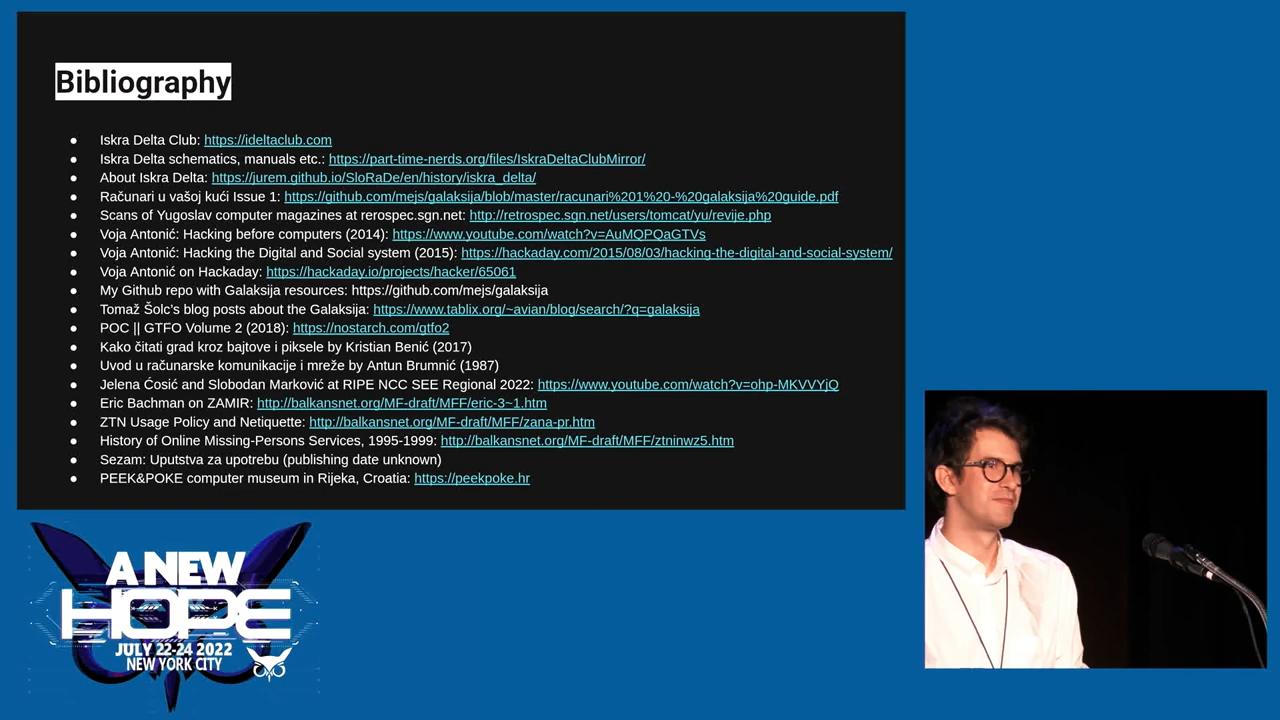 Bibliography
Iskra Delta Club: https://ideltaclub.com
Iskra Delta schematics, manuals etc.: https://part-time-nerds.org/files/IskraDeltaClubMirror/
About Iskra Delta: https://jurem.github.io/SloRaDe/en/history/iskra_delta/
Računari u vašoj kući Issue 1: https://github.com/mejs/galaksija/blob/master/racunari%201%20-%20galaksija%20guide.pdf
Scans of Yugoslav computer magazines at rerospec.sgn.net: http://retrospec.sgn.net/users/tomcat/yu/revije.php
Voja Antonić: Hacking before computers (2014): https://www.youtube.com/watch?v=AuMQPQaGTVs
Voja Antonić: Hacking the Digital and Social system (2015): https://hackaday.com/2015/08/03/hacking-the-digital-and-social-system/
Voja Antonić on Hackaday: https://hackaday.io/projects/hacker/65061
My Github repo with Galaksija resources: https://github.com/mejs/galaksija
Tomaž Šolc's blog posts about the Galaksija: https://www.tablix.org/~avian/blog/search/?q=galaksija
POC || GTFO Volume 2 (2018): https://nostarch.com/gtfo2
Kako čitati grad kroz bajtove i piksele by Kristian Benić (2017)
Uvod u računarske komunikacije i mreže by Antun Brumnić (1987)
Jelena Ćosić and Slobodan Marković at RIPE NCC SEE Regional 2022: https://www.youtube.com/watch?v=ohp-MKVVYjQ
Eric Bachman on ZAMIR: http://balkansnet.org/MF-draft/MFF/eric-3~1.htm
ZTN Usage Policy and Netiquette: http://balkansnet.org/MF-draft/MFF/zana-pr.htm
History of Online Missing-Persons Services, 1995-1999: http://balkansnet.org/MF-draft/MFF/ztninwz5.htm
Sezam: Uputstva za upotrebu (publishing date unknown)
PEEK&POKE computer museum in Rijeka, Croatia: https://peekpoke.hr
A NEW
HOPE
JULY 22-24 2022
NEW YORK CITY